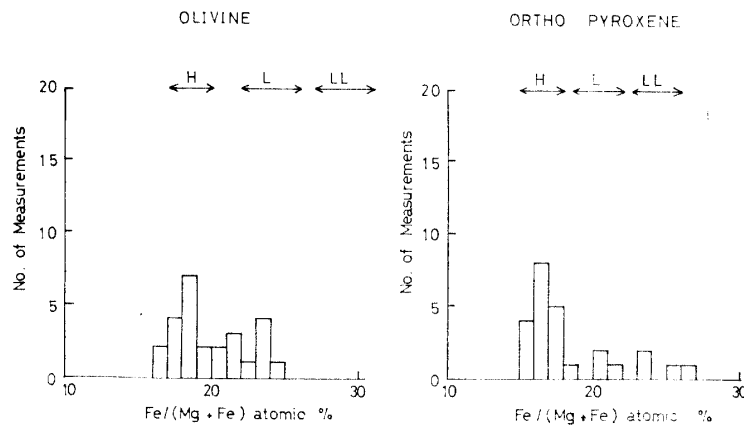 OLIVINE
H L LL
20
15
10
5
0
10 20 30
No. of Measurements
Fe/(Mg + Fe) atomic %
ORTHO PYROXENE
H L LL
20
15
10
5
0
10 20 30
No. of Measurements
Fe/(Mg + Fe) atomic %